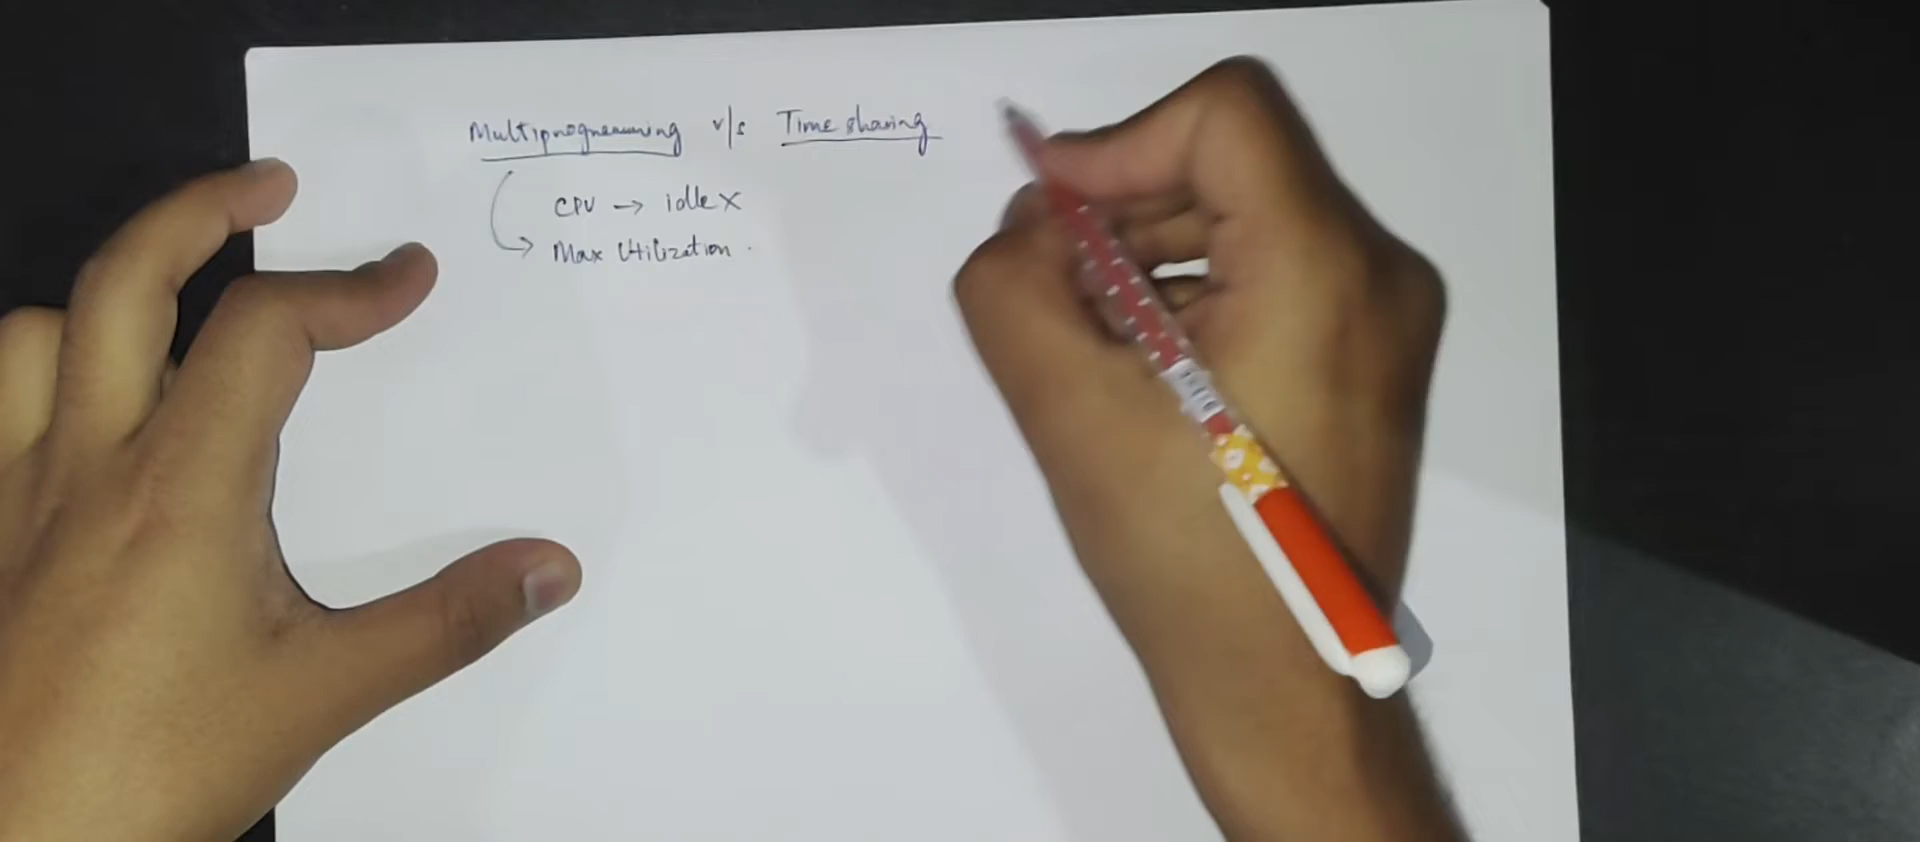 Multiprogramming v/s Time sharing
CPU → idle X
Max Utilization .